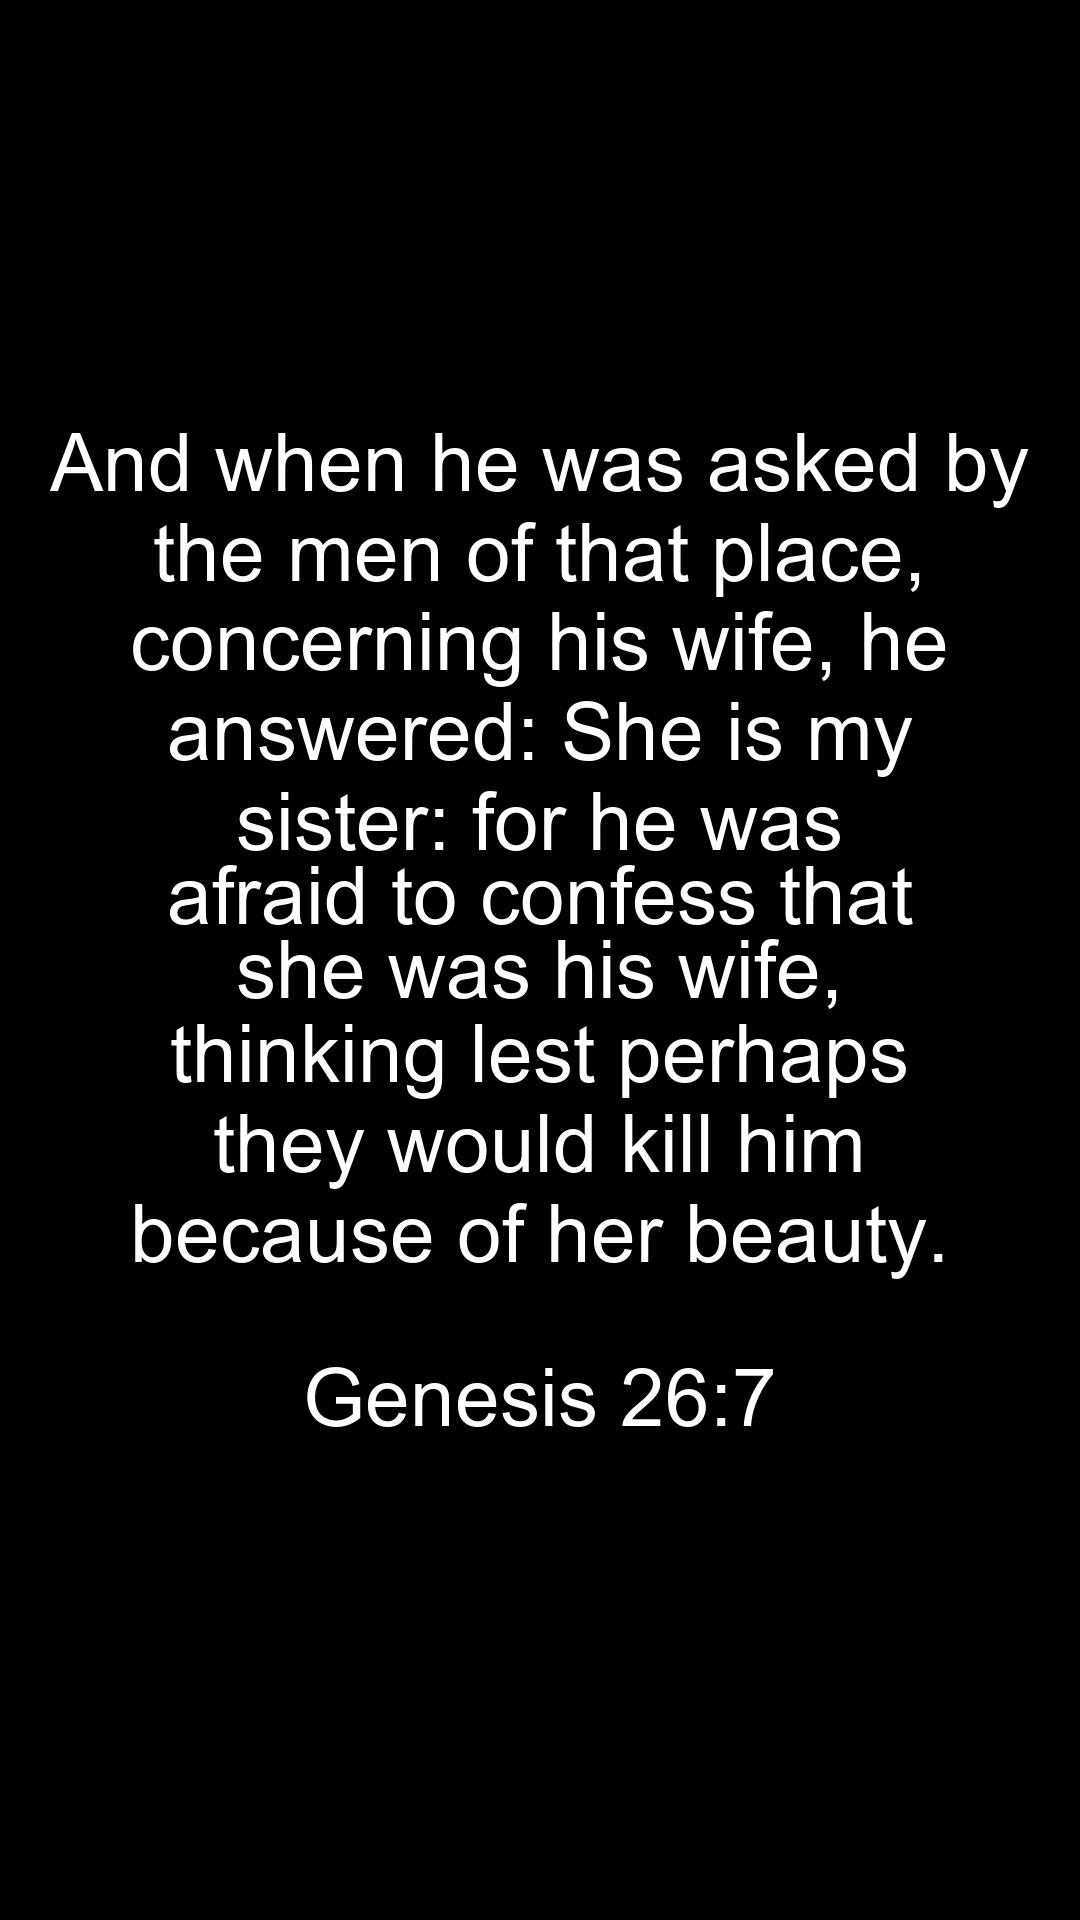 And when he was asked by
the men of that place,
concerning his wife, he
answered: She is my
sister: for he was
afraid to confess that
she was his wife,
thinking lest perhaps
they would kill him
because of her beauty.
Genesis 26:7